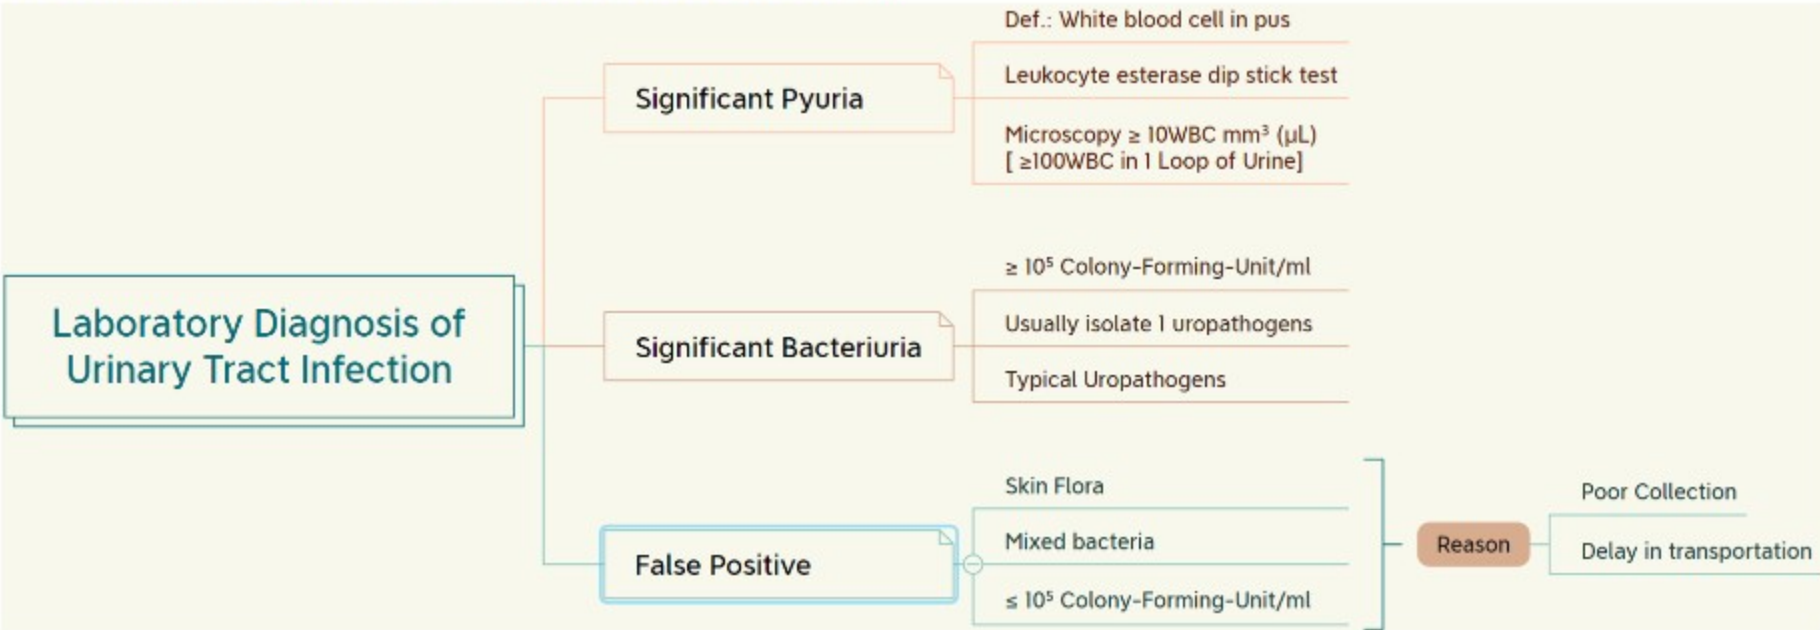 Laboratory Diagnosis of
Urinary Tract Infection
Significant Pyuria
Def.: White blood cell in pus
Leukocyte esterase dip stick test
Microscopy ≥ 10WBC mm³ (μL)
[ ≥100WBC in 1 Loop of Urine]
Significant Bacteriuria
≥ 10⁵ Colony-Forming-Unit/ml
Usually isolate 1 uropathogens
Typical Uropathogens
False Positive
Skin Flora
Mixed bacteria
≤ 10⁵ Colony-Forming-Unit/ml
Reason
Poor Collection
Delay in transportation